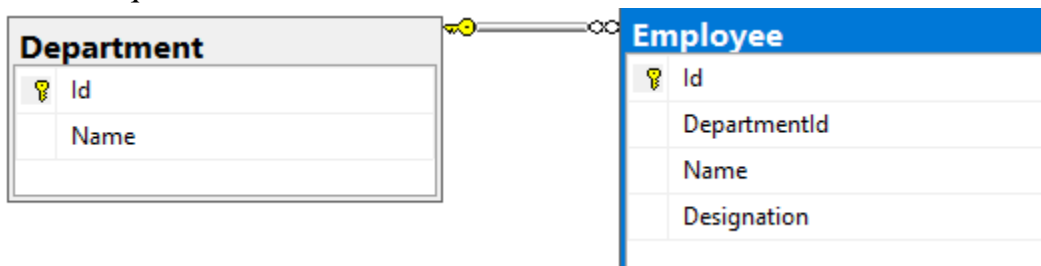 Department
Id
Name
Employee
Id
DepartmentId
Name
Designation